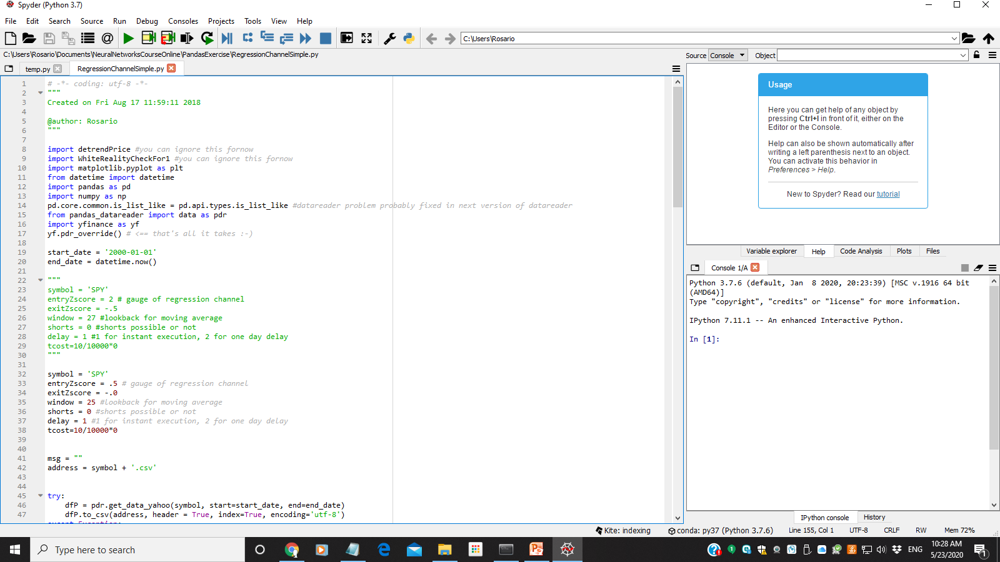 Spyder (Python 3.7)
File Edit Search Source Run Debug Consoles Projects Tools View Help
C:\Users\Rosario
C:\Users\Rosario\Documents\NeuralNetworksCourseOnline\PandasExercise\RegressionChannelSimple.py
temp.py RegressionChannelSimple.py
1 # -*- coding: utf-8 -*-
2 """
3 Created on Fri Aug 17 11:59:11 2018
4
5 @author: Rosario
6 """
7
8 import detrendPrice #you can ignore this fornow
9 import WhiteRealityCheckFor1 #you can ignore this fornow
10 import matplotlib.pyplot as plt
11 from datetime import datetime
12 import pandas as pd
13 import numpy as np
14 pd.core.common.is_list_like = pd.api.types.is_list_like #datareader problem probably fixed in next version of datareader
15 from pandas_datareader import data as pdr
16 import yfinance as yf
17 yf.pdr_override() # <== that's all it takes :-)
18
19 start_date = '2000-01-01'
20 end_date = datetime.now()
21
22 """
23 symbol = 'SPY'
24 entryZscore = 2 # gauge of regression channel
25 exitZscore = -.5
26 window = 27 #lookback for moving average
27 shorts = 0 #shorts possible or not
28 delay = 1 #1 for instant execution, 2 for one day delay
29 tcost=10/10000*0
30 """
31
32 symbol = 'SPY'
33 entryZscore = .5 # gauge of regression channel
34 exitZscore = -.0
35 window = 25 #lookback for moving average
36 shorts = 0 #shorts possible or not
37 delay = 1 #1 for instant execution, 2 for one day delay
38 tcost=10/10000*0
39
40
41 msg = ""
42 address = symbol + '.csv'
43
44
45 try:
46 dfP = pdr.get_data_yahoo(symbol, start=start_date, end=end_date)
47 dfP.to_csv(address, header = True, index=True, encoding='utf-8')
except Exception:
Source Console Object
Usage
Here you can get help of any object by
pressing Ctrl+I in front of it, either on the
Editor or the Console.
Help can also be shown automatically after
writing a left parenthesis next to an object.
You can activate this behavior in
Preferences > Help.
New to Spyder? Read our tutorial
Variable explorer Help Code Analysis Plots Files
Console 1/A
Python 3.7.6 (default, Jan  8 2020, 20:23:39) [MSC v.1916 64 bit
(AMD64)]
Type "copyright", "credits" or "license" for more information.
IPython 7.11.1 -- An enhanced Interactive Python.
In [1]:
IPython console History
Kite: indexing conda: py37 (Python 3.7.6) Line 155, Col 1 UTF-8 CRLF RW Mem 72%
Type here to search
ENG 10:28 AM
5/23/2020
1